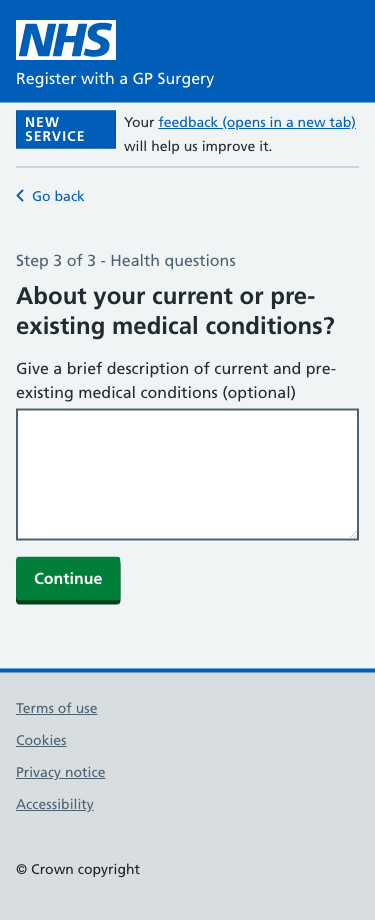 NHS
Register with a GP Surgery
NEW
SERVICE
Your feedback (opens in a new tab)
will help us improve it.
Go back
Step 3 of 3 - Health questions
About your current or pre-
existing medical conditions?
Give a brief description of current and pre-
existing medical conditions (optional)
Continue
Terms of use
Cookies
Privacy notice
Accessibility
© Crown copyright